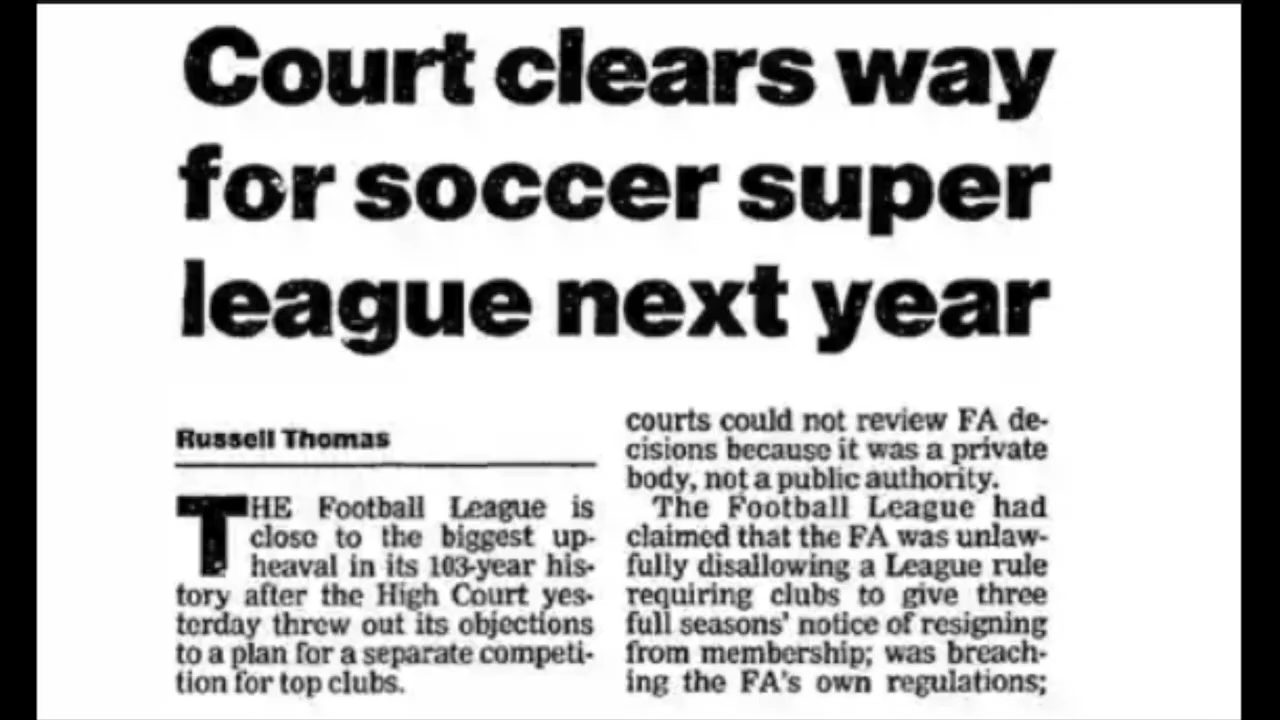 Court clears way
for soccer super
league next year
Russell Thomas
THE Football League is
close to the biggest up-
heaval in its 103-year his-
tory after the High Court yes-
terday threw out its objections
to a plan for a separate competi-
tion for top clubs.
courts could not review FA de-
cisions because it was a private
body, not a public authority.
The Football League had
claimed that the FA was unlaw-
fully disallowing a League rule
requiring clubs to give three
full seasons' notice of resigning
from membership; was breach-
ing the FA's own regulations;